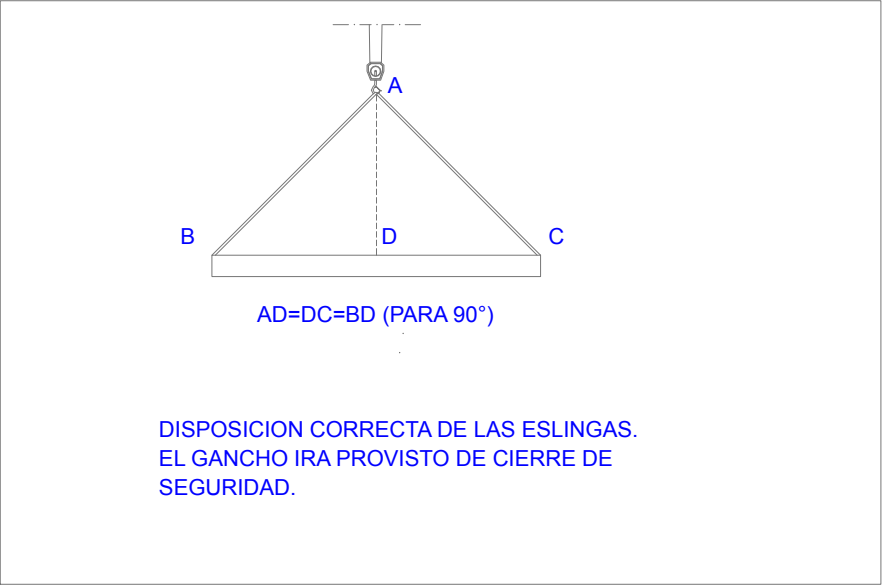 A
B
D
C
AD=DC=BD (PARA 90°)
DISPOSICION CORRECTA DE LAS ESLINGAS.
EL GANCHO IRA PROVISTO DE CIERRE DE
SEGURIDAD.